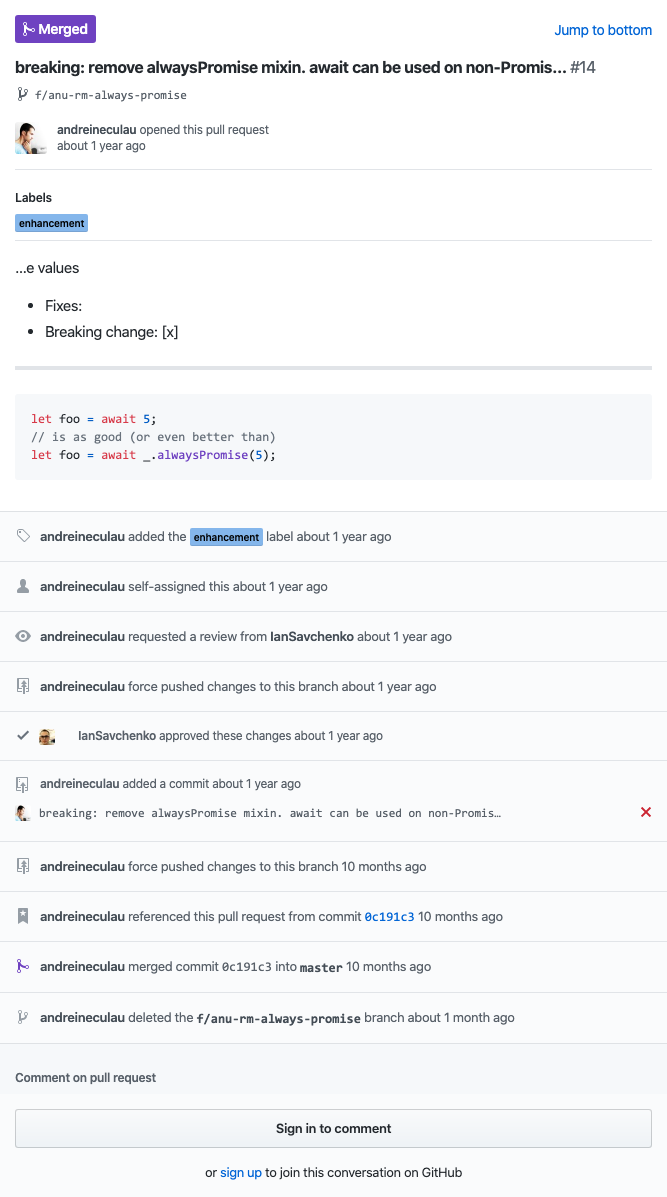 Merged
Jump to bottom
breaking: remove alwaysPromise mixin. await can be used on non-Promis... #14
f/anu-rm-always-promise
andreineculau opened this pull request
about 1 year ago
Labels
enhancement
...e values
• Fixes:
• Breaking change: [x]
let foo = await 5;
// is as good (or even better than)
let foo = await _.alwaysPromise(5);
andreineculau added the enhancement label about 1 year ago
andreineculau self-assigned this about 1 year ago
andreineculau requested a review from IanSavchenko about 1 year ago
andreineculau force pushed changes to this branch about 1 year ago
IanSavchenko approved these changes about 1 year ago
andreineculau added a commit about 1 year ago
breaking: remove alwaysPromise mixin. await can be used on non-Promis…
andreineculau force pushed changes to this branch 10 months ago
andreineculau referenced this pull request from commit 0c191c3 10 months ago
andreineculau merged commit 0c191c3 into master 10 months ago
andreineculau deleted the f/anu-rm-always-promise branch about 1 month ago
Comment on pull request
Sign in to comment
or sign up to join this conversation on GitHub